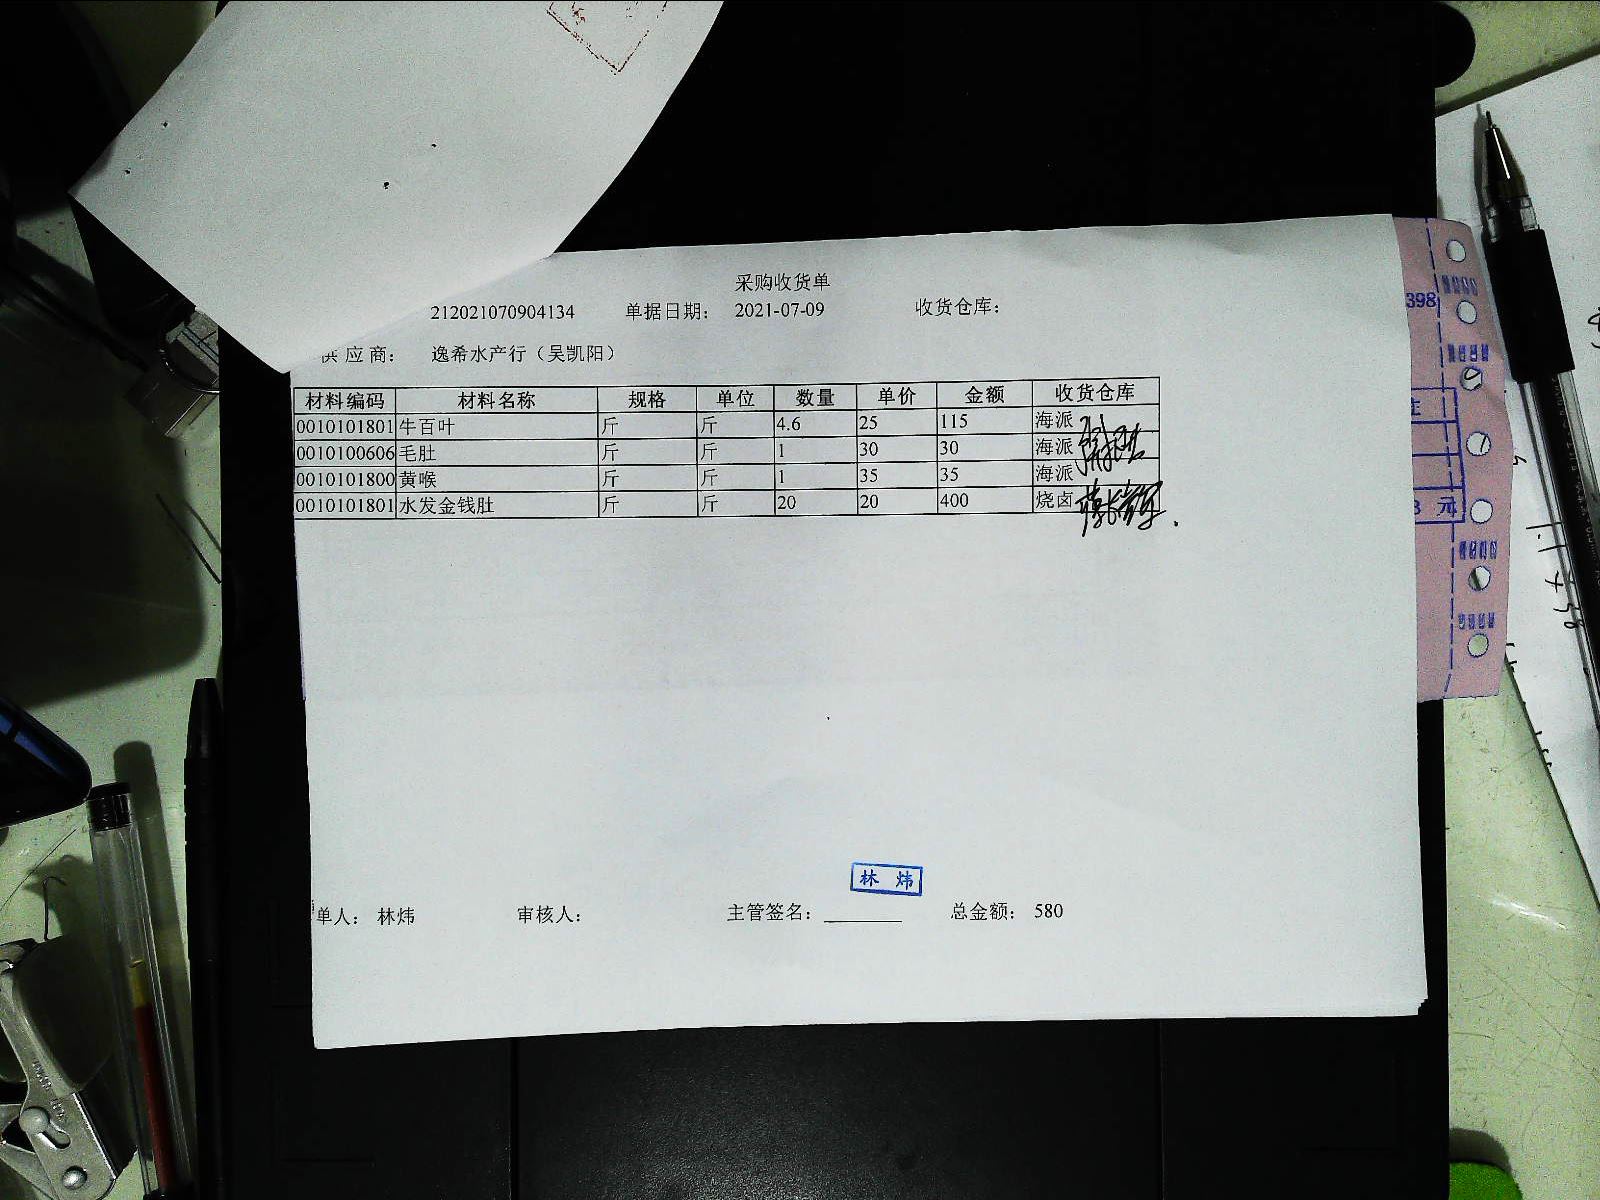 采购收货单
212021070904134 单据日期： 2021-07-09 收货仓库：
供 应 商： 逸希水产行（吴凯阳）
材料编码 材料名称 规格 单位 数量 单价 金额 收货仓库
0010101801 牛百叶 斤 斤 4.6 25 115 海派
0010100606 毛肚 斤 斤 1 30 30 海派
0010101800 黄喉 斤 斤 1 35 35 海派
0010101801 水发金钱肚 斤 斤 20 20 400 烧卤
林 炜
单人： 林炜 审核人： 主管签名： 总金额： 580
398
元